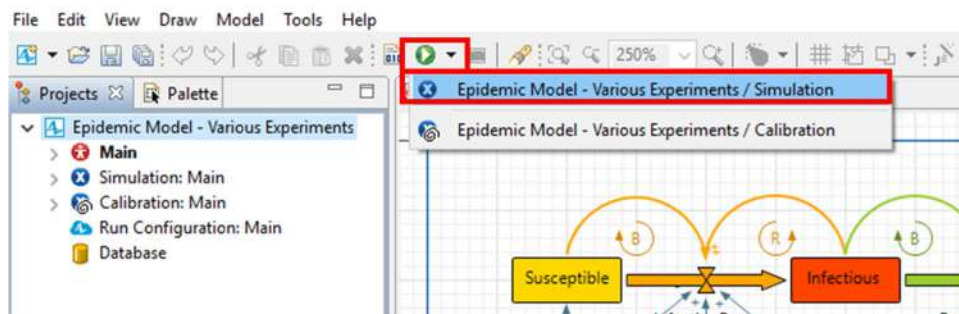 File Edit View Draw Model Tools Help
250%
Projects Palette
Epidemic Model - Various Experiments / Simulation
Epidemic Model - Various Experiments / Calibration
Epidemic Model - Various Experiments
Main
Simulation: Main
Calibration: Main
Run Configuration: Main
Database
B R B
Susceptible Infectious